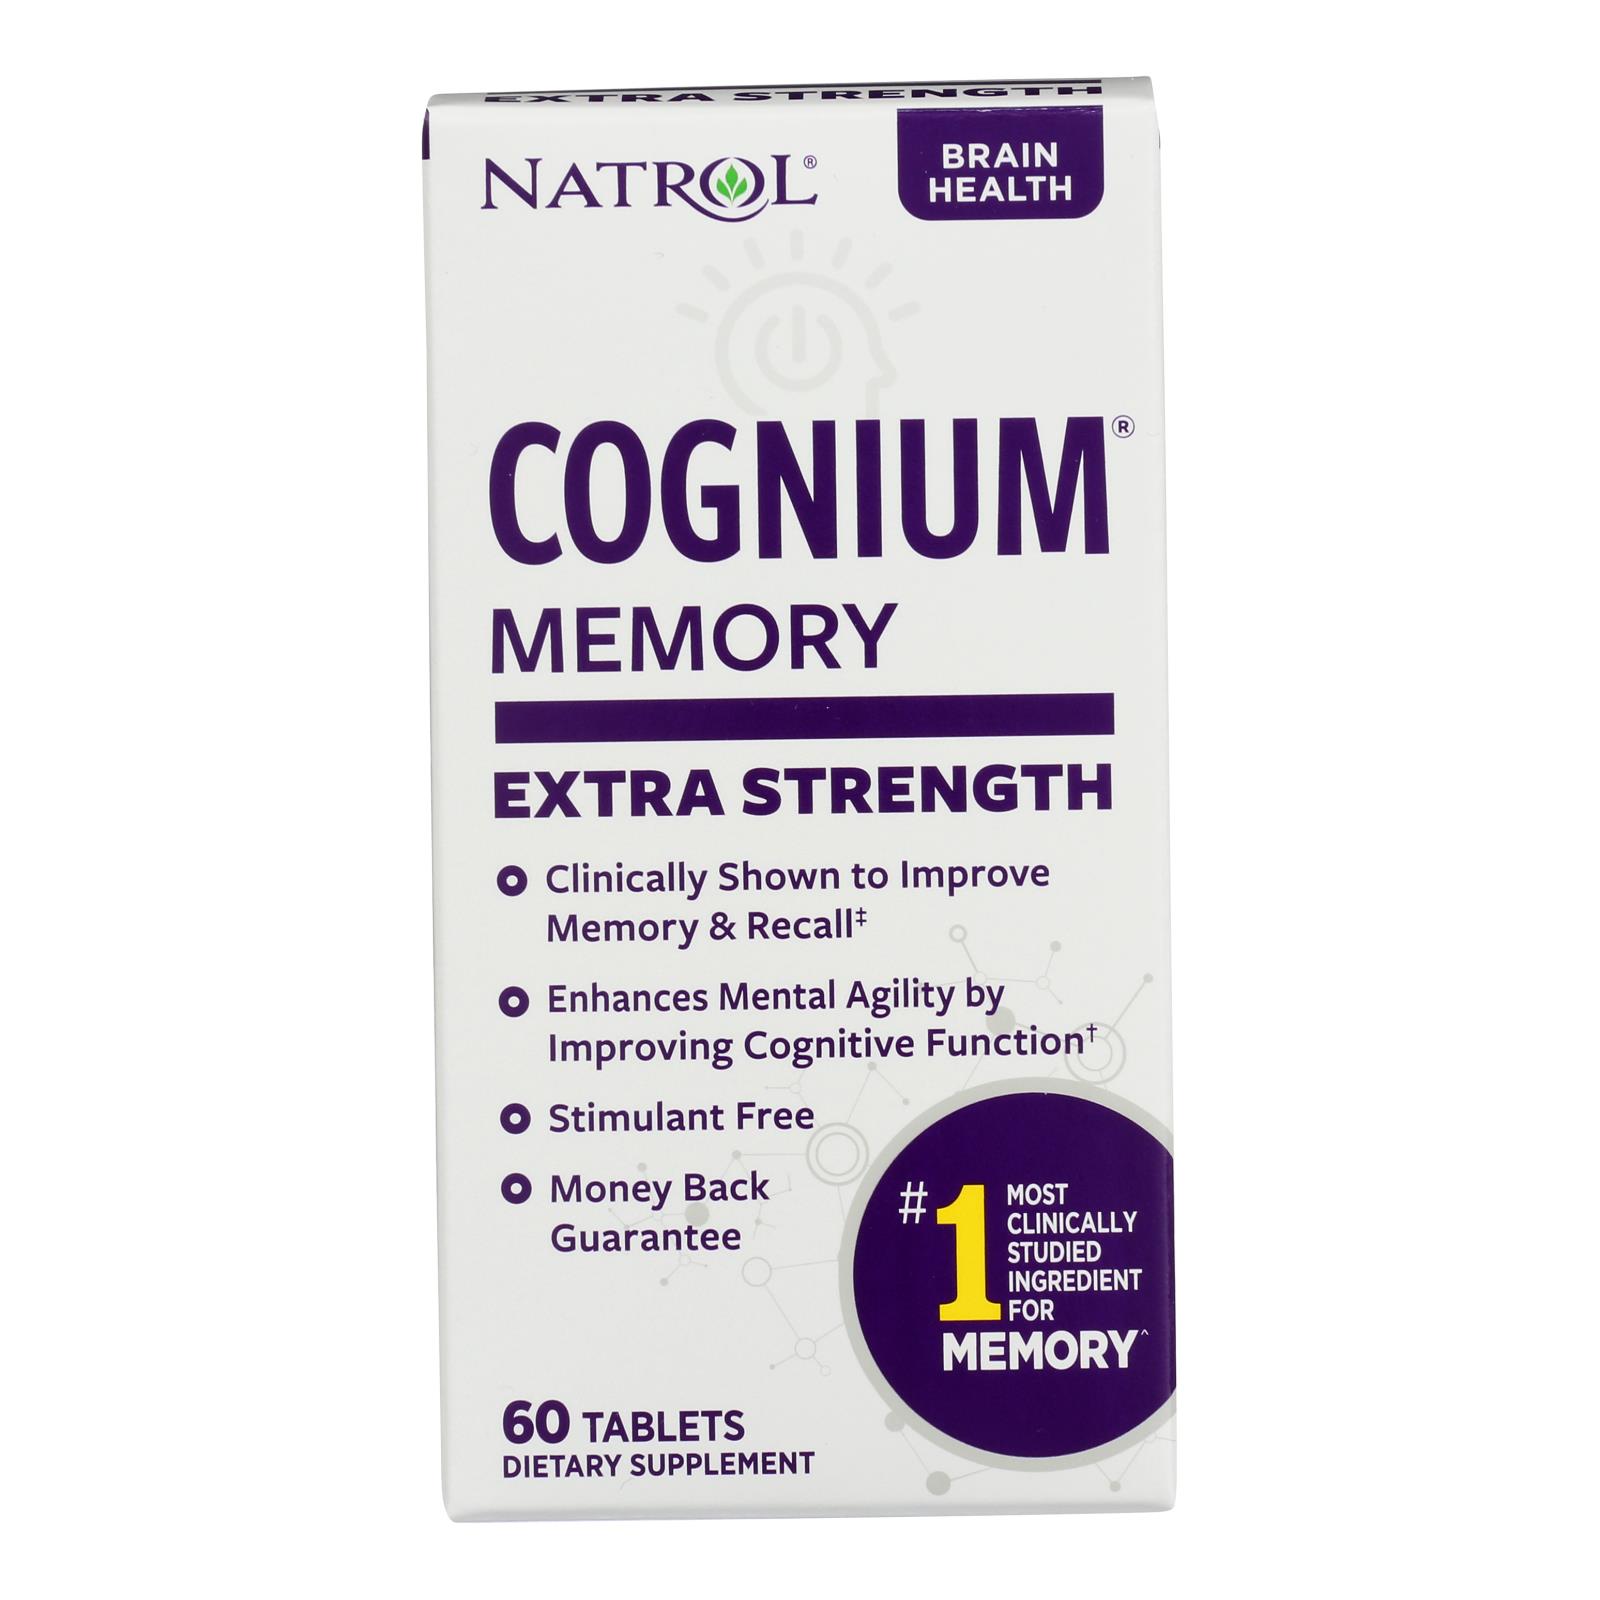 EXTRA STRENGTH
NATROL®
BRAIN
HEALTH
COGNIUM®
MEMORY
EXTRA STRENGTH
Clinically Shown to Improve
Memory & Recall‡
Enhances Mental Agility by
Improving Cognitive Function†
Stimulant Free
Money Back
Guarantee
#1 MOST
CLINICALLY
STUDIED
INGREDIENT
FOR
MEMORY^
60 TABLETS
DIETARY SUPPLEMENT